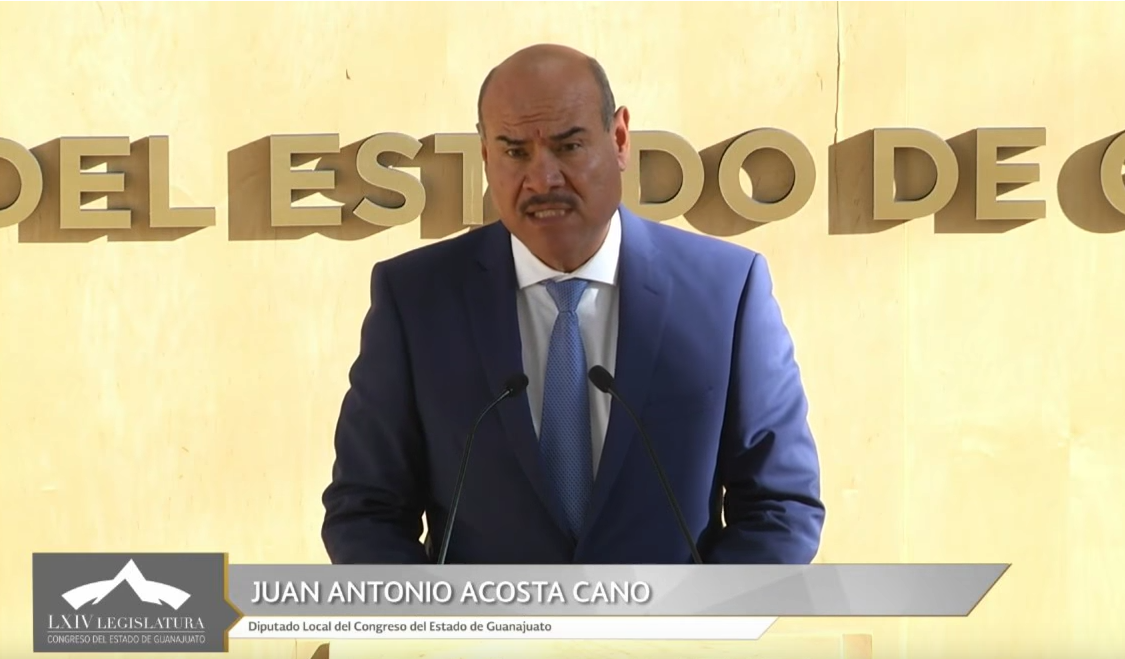 DEL ESTADO DE
JUAN ANTONIO ACOSTA CANO
Diputado Local del Congreso del Estado de Guanajuato
LXIV LEGISLATURA
CONGRESO DEL ESTADO DE GUANAJUATO